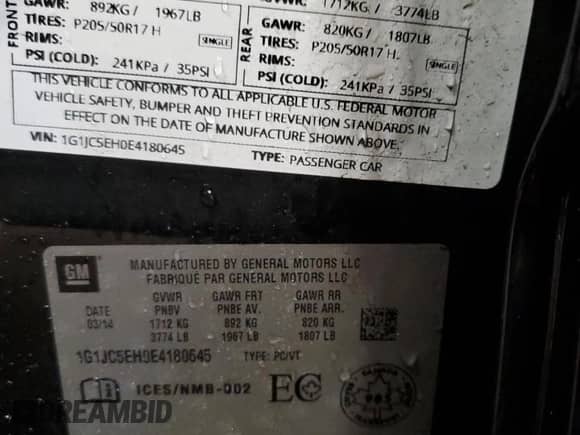 FRONT
GAWR: 892KG / 1967LB
TIRES: P205/50R17 H
RIMS: SINGLE
PSI (COLD): 241KPa / 35PSI
GVWR: 1712KG / 3774LB
REAR
GAWR: 820KG / 1807LB
TIRES: P205/50R17 H
RIMS: SINGLE
PSI (COLD): 241KPa / 35PSI
THIS VEHICLE CONFORMS TO ALL APPLICABLE U.S. FEDERAL MOTOR
VEHICLE SAFETY, BUMPER AND THEFT PREVENTION STANDARDS IN
EFFECT ON THE DATE OF MANUFACTURE SHOWN ABOVE.
VIN: 1G1JC5EH0E4180645 TYPE: PASSENGER CAR
GM
MANUFACTURED BY GENERAL MOTORS LLC
FABRIQUÉ PAR GENERAL MOTORS LLC
GVWR GAWR FRT GAWR RR
DATE PNBV PNBE AV. PNBE ARR.
03/14 1712 KG 892 KG 820 KG
3774 LB 1967 LB 1807 LB
1G1JC5EH0E4180645 TYPE: PC/VT
ICES/NMB-002 EC
DREAMBID